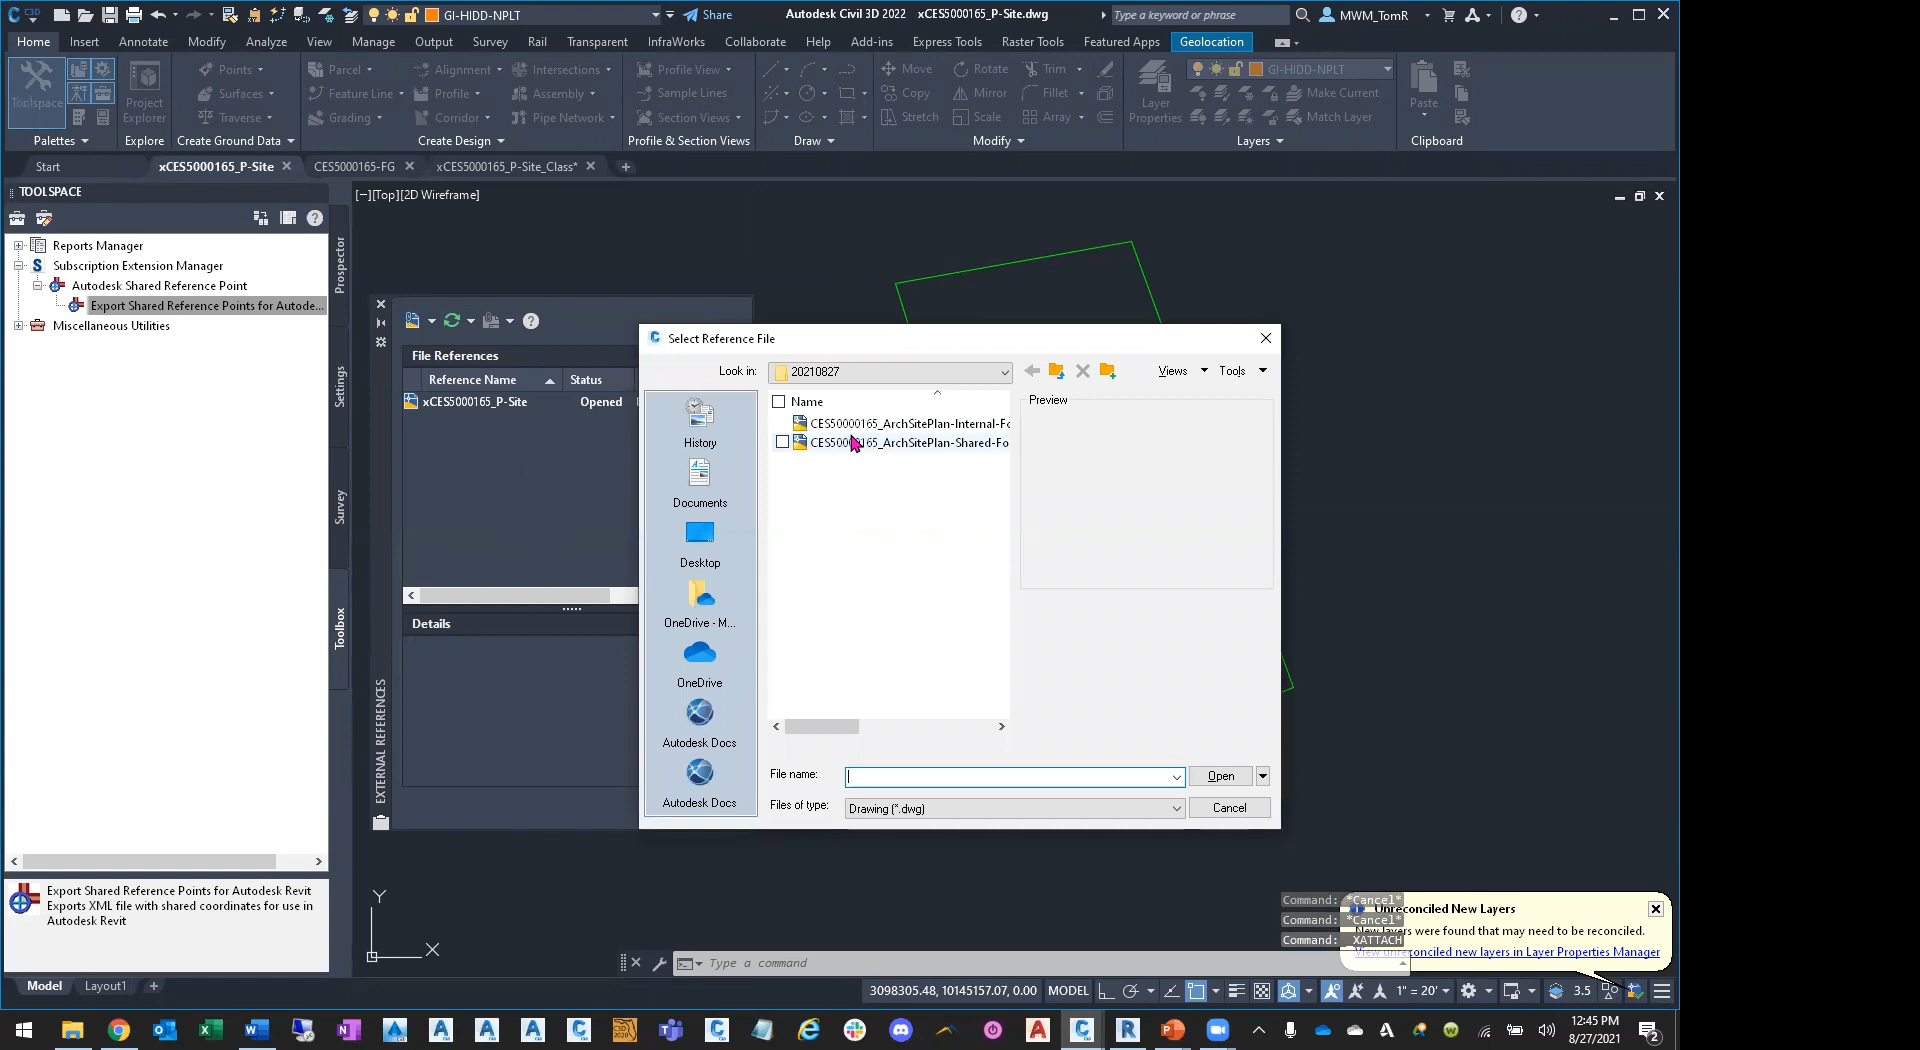 C3D
GI-HIDD-NPLT
Share
Autodesk Civil 3D 2022 xCES5000165_P-Site.dwg
Type a keyword or phrase
MWM_TomR
Home Insert Annotate Modify Analyze View Manage Output Survey Rail Transparent InfraWorks Collaborate Help Add-ins Express Tools Raster Tools Featured Apps Geolocation
Toolspace
Project Explorer
Points
Surfaces
Traverse
Parcel
Feature Line
Grading
Alignment
Profile
Corridor
Intersections
Assembly
Pipe Network
Profile View
Sample Lines
Section Views
Move
Copy
Stretch
Rotate
Mirror
Scale
Trim
Fillet
Array
Layer Properties
GI-HIDD-NPLT
Make Current
Match Layer
Paste
Palettes Explore Create Ground Data Create Design Profile & Section Views Draw Modify Layers Clipboard
Start xCES5000165_P-Site CES5000165-FG xCES5000165_P-Site_Class*
TOOLSPACE
[−][Top][2D Wireframe]
Reports Manager
Subscription Extension Manager
Autodesk Shared Reference Point
Export Shared Reference Points for Autode...
Miscellaneous Utilities
Prospector
Settings
Survey
Toolbox
EXTERNAL REFERENCES
File References
Reference Name Status
xCES5000165_P-Site Opened
Details
Select Reference File
Look in: 20210827
Views Tools
Name
CES50000165_ArchSitePlan-Internal-Fo
CES50000165_ArchSitePlan-Shared-Fo
Preview
History
Documents
Desktop
OneDrive - M...
OneDrive
Autodesk Docs
Autodesk Docs
File name: Open
Files of type: Drawing (*.dwg) Cancel
Export Shared Reference Points for Autodesk Revit
Exports XML file with shared coordinates for use in
Autodesk Revit
Y
X
Command: *Cancel*
Command: *Cancel*
Command: XATTACH
Unreconciled New Layers
New layers were found that may need to be reconciled.
View unreconciled new layers in Layer Properties Manager
Type a command
Model Layout1
3098305.48, 10145157.07, 0.00 MODEL 1" = 20' 3.5
12:45 PM
8/27/2021
2